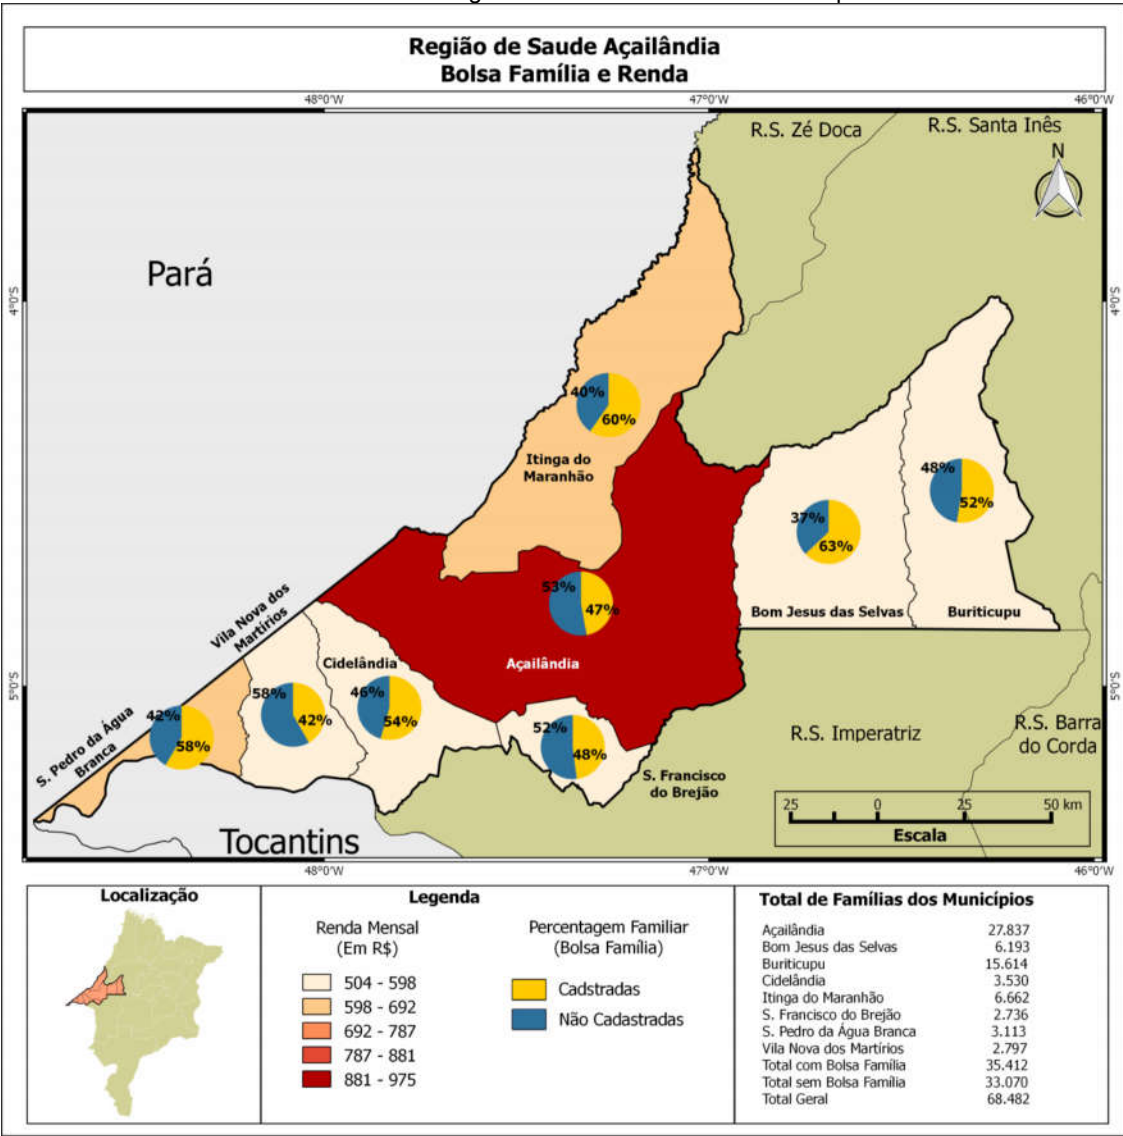 Região de Saude Açailândia
Bolsa Família e Renda
48°0'W
47°0'W
46°0'W
R.S. Zé Doca
R.S. Santa Inês
N
Pará
4°0'S
4°0'S
40%
60%
Itinga do
Maranhão
48%
52%
37%
63%
53%
47%
Bom Jesus das Selvas
Buriticupu
Vila Nova dos
Martírios
Cidelândia
Açailândia
5°0'S
5°0'S
58%
42%
46%
54%
42%
58%
52%
48%
S. Pedro da Água
Branca
R.S. Imperatriz
R.S. Barra
do Corda
S. Francisco
do Brejão
25
0
25
50 km
Escala
Tocantins
48°0'W
47°0'W
46°0'W
Localização
Legenda
Renda Mensal
(Em R$)
504 - 598
598 - 692
692 - 787
787 - 881
881 - 975
Percentagem Familiar
(Bolsa Família)
Cadstradas
Não Cadastradas
Total de Famílias dos Municípios
Açailândia 27.837
Bom Jesus das Selvas 6.193
Buriticupu 15.614
Cidelândia 3.530
Itinga do Maranhão 6.662
S. Francisco do Brejão 2.736
S. Pedro da Água Branca 3.113
Vila Nova dos Martírios 2.797
Total com Bolsa Família 35.412
Total sem Bolsa Família 33.070
Total Geral 68.482